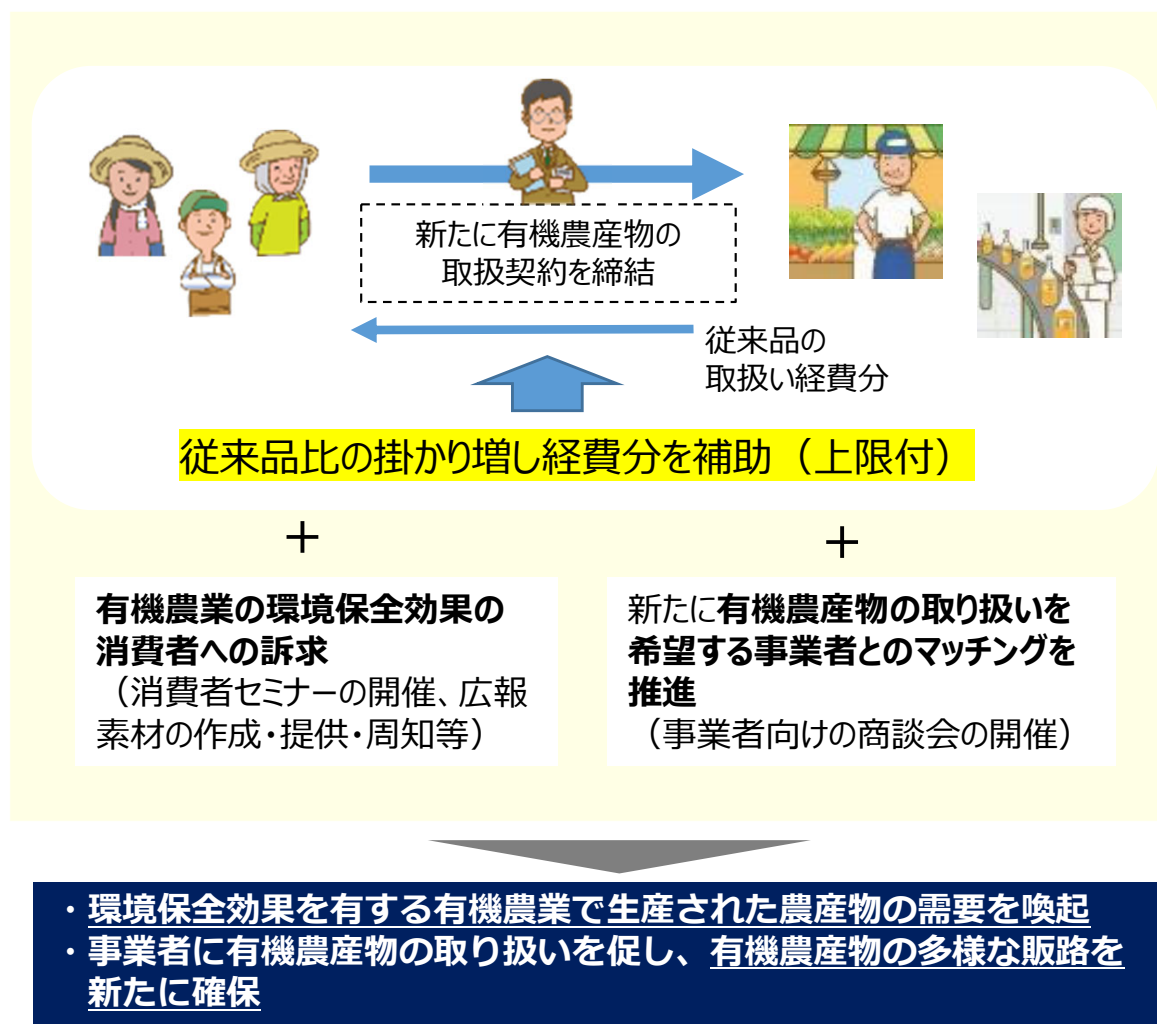 新たに有機農産物の
取扱契約を締結
従来品の
取扱い経費分
従来品比の掛かり増し経費分を補助（上限付）
＋
＋
有機農業の環境保全効果の
消費者への訴求
（消費者セミナーの開催、広報
素材の作成・提供・周知等）
新たに有機農産物の取り扱いを
希望する事業者とのマッチングを
推進
（事業者向けの商談会の開催）
・環境保全効果を有する有機農業で生産された農産物の需要を喚起
・事業者に有機農産物の取り扱いを促し、有機農産物の多様な販路を
新たに確保